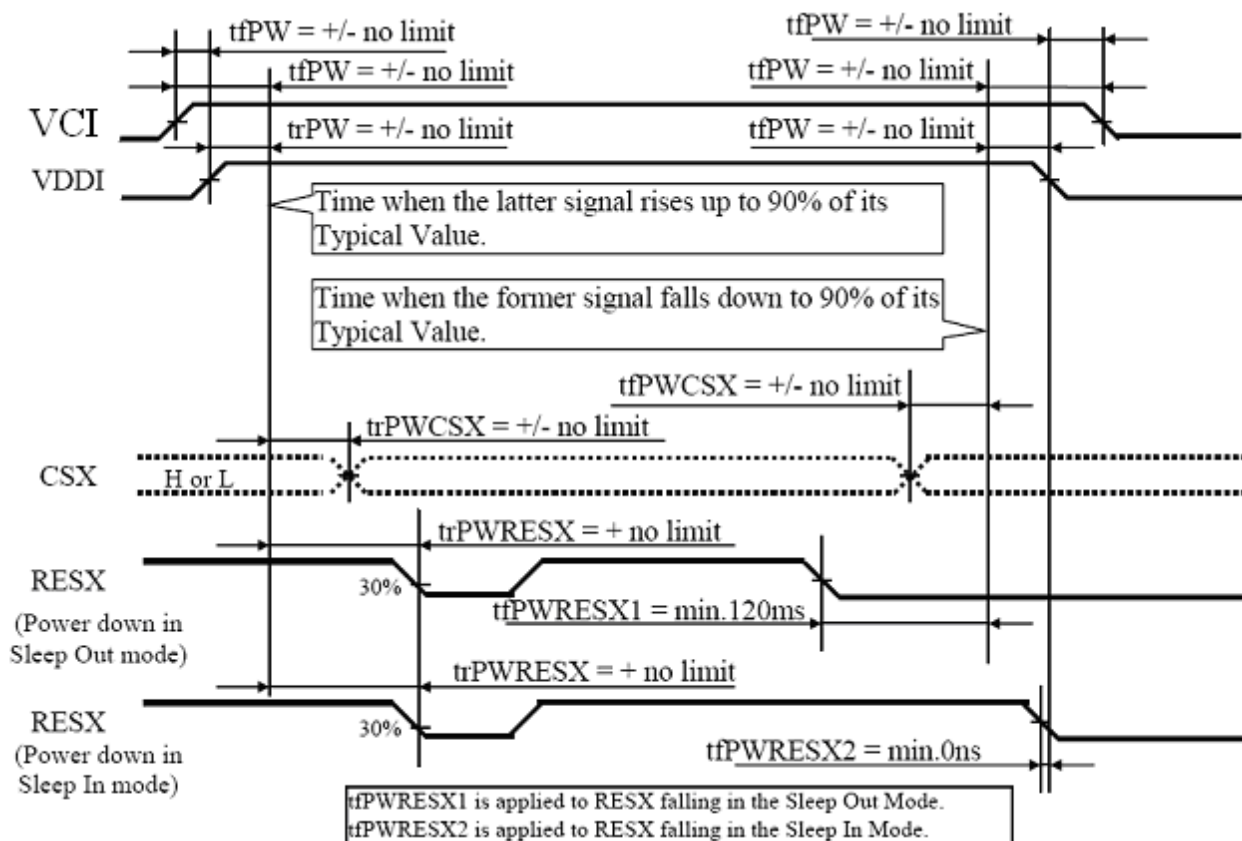 tfPW = +/- no limit
tfPW = +/- no limit
tfPW = +/- no limit
tfPW = +/- no limit
VCI
trPW = +/- no limit
tfPW = +/- no limit
VDDI
Time when the latter signal rises up to 90% of its
Typical Value.
Time when the former signal falls down to 90% of its
Typical Value.
tfPWCSX = +/- no limit
trPWCSX = +/- no limit
CSX
H or L
trPWRESX = + no limit
RESX
30%
(Power down in
Sleep Out mode)
tfPWRESX1 = min.120ms
trPWRESX = + no limit
RESX
30%
(Power down in
Sleep In mode)
tfPWRESX2 = min.0ns
tfPWRESX1 is applied to RESX falling in the Sleep Out Mode.
tfPWRESX2 is applied to RESX falling in the Sleep In Mode.